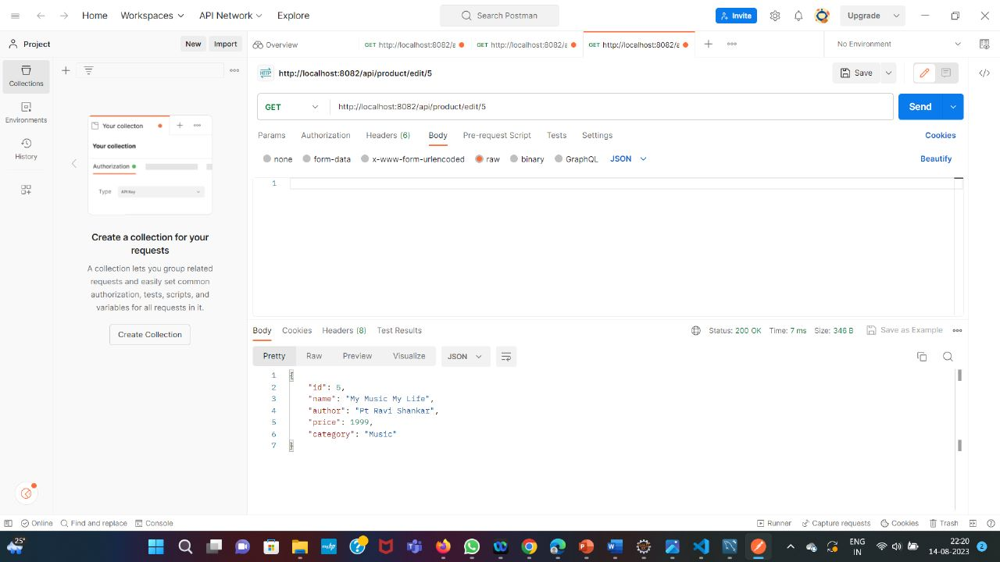 Home Workspaces API Network Explore Search Postman Invite Upgrade
Project New Import Overview GET http://localhost:8082/a GET http://localhost:8082/a GET http://localhost:8082/a No Environment
Collections
Environments
History
Your collecton
Your collection
Authorization
Type API Key
Create a collection for your
requests
A collection lets you group related
requests and easily set common
authorization, tests, scripts, and
variables for all requests in it.
Create Collection
HTTP http://localhost:8082/api/product/edit/5 Save
GET http://localhost:8082/api/product/edit/5 Send
Params Authorization Headers (6) Body Pre-request Script Tests Settings Cookies
none form-data x-www-form-urlencoded raw binary GraphQL JSON Beautify
1
Body Cookies Headers (8) Test Results Status: 200 OK Time: 7 ms Size: 346 B Save as Example
Pretty Raw Preview Visualize JSON
1 {
2 "id": 5,
3 "name": "My Music My Life",
4 "author": "Pt Ravi Shankar",
5 "price": 1999,
6 "category": "Music"
7 }
Online Find and replace Console Runner Capture requests Cookies Trash
25° ENG 22:20
IN 14-08-2023 2